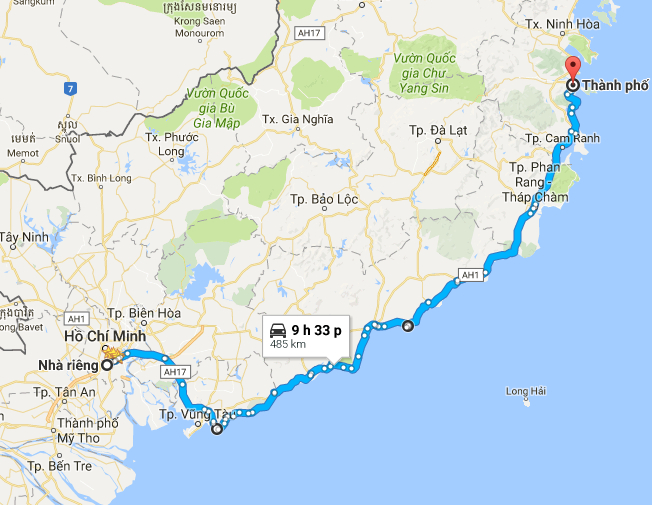 ក្រុងសែនមនោរម្យ
Krong Saen
Monourom
AH17
Tx. Ninh Hòa
7
Vườn Quốc
gia Chư
Yang Sin
Thành phố
Vườn Quốc
gia Bù
Gia Mập
សួល
Snuol
Tx. Gia Nghĩa
Tp. Đà Lạt
Tx. Phước
Long
Tp. Cam Ranh
មេមត់
Memot
Tx. Bình Long
Tp. Phan
Rang -
Tháp Chàm
Tp. Bảo Lộc
Tây Ninh
AH1
AH1
Tp. Biên Hòa
Bavet
Hồ Chí Minh
9 h 33 p
485 km
Nhà riêng
AH17
Tp. Tân An
Long Hải
Tp. Vũng Tàu
Thành phố
Mỹ Tho
Tp. Bến Tre